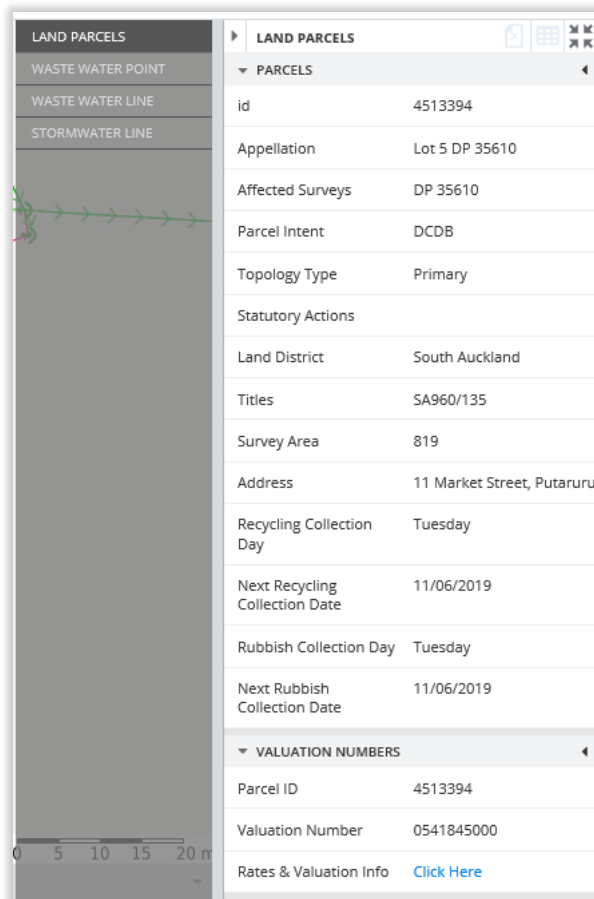 LAND PARCELS
WASTE WATER POINT
WASTE WATER LINE
STORMWATER LINE
0 5 10 15 20 m
LAND PARCELS
PARCELS
id 4513394
Appellation Lot 5 DP 35610
Affected Surveys DP 35610
Parcel Intent DCDB
Topology Type Primary
Statutory Actions
Land District South Auckland
Titles SA960/135
Survey Area 819
Address 11 Market Street, Putaruru
Recycling Collection Tuesday
Day
Next Recycling 11/06/2019
Collection Date
Rubbish Collection Day Tuesday
Next Rubbish 11/06/2019
Collection Date
VALUATION NUMBERS
Parcel ID 4513394
Valuation Number 0541845000
Rates & Valuation Info Click Here